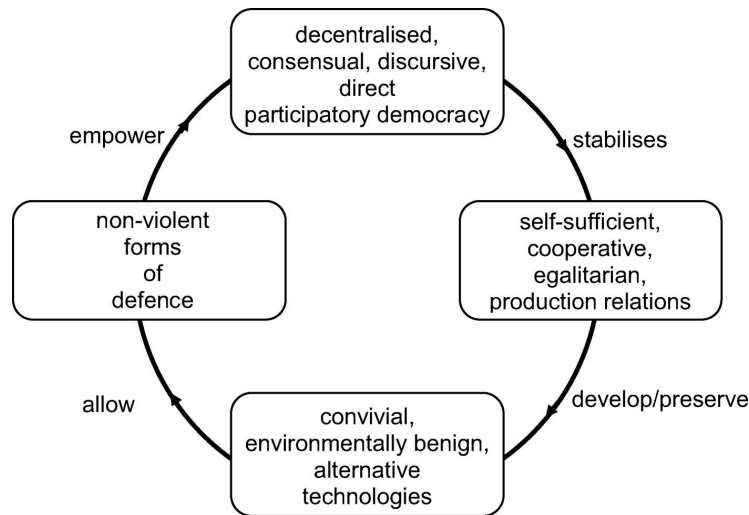 decentralised,
consensual, discursive,
direct
participatory democracy
empower
stabilises
non-violent
forms
of
defence
self-sufficient,
cooperative,
egalitarian,
production relations
allow
develop/preserve
convivial,
environmentally benign,
alternative
technologies